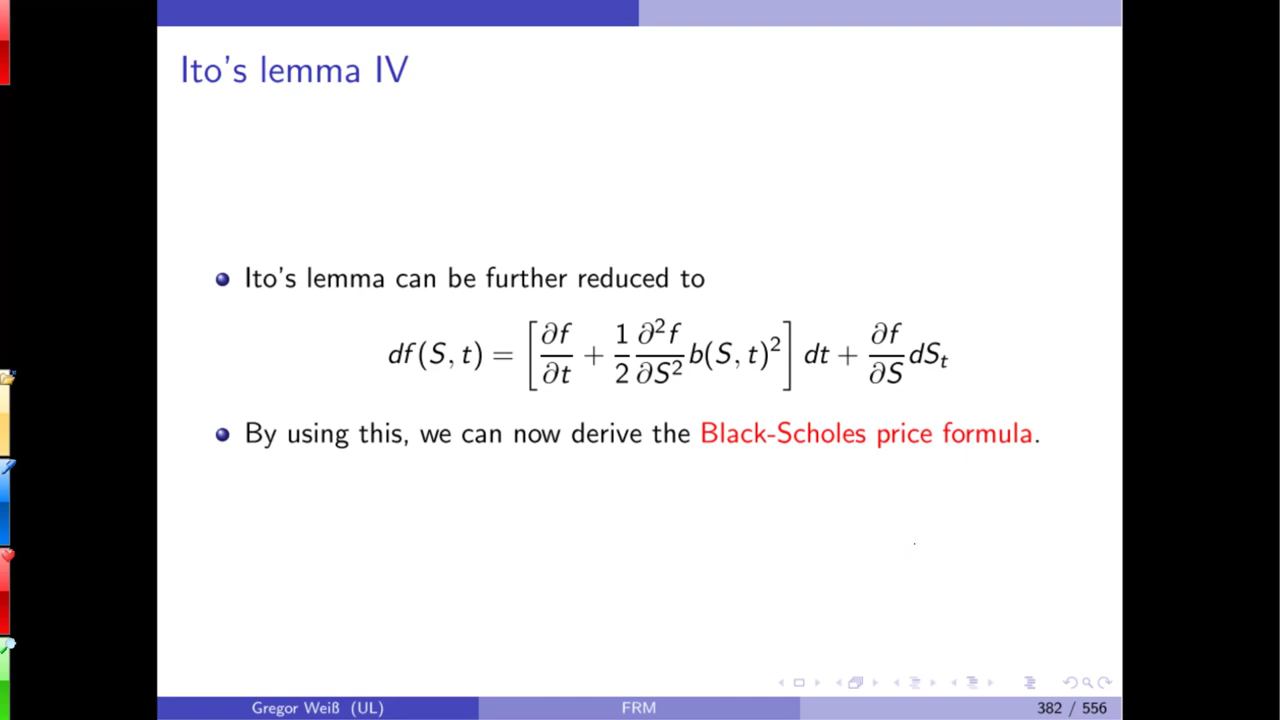 Ito's lemma IV
Ito's lemma can be further reduced to
df(S, t) = [∂f/∂t + 1/2 ∂²f/∂S² b(S, t)²] dt + ∂f/∂S dSₜ
By using this, we can now derive the Black-Scholes price formula.
Gregor Weiß (UL) FRM 382 / 556